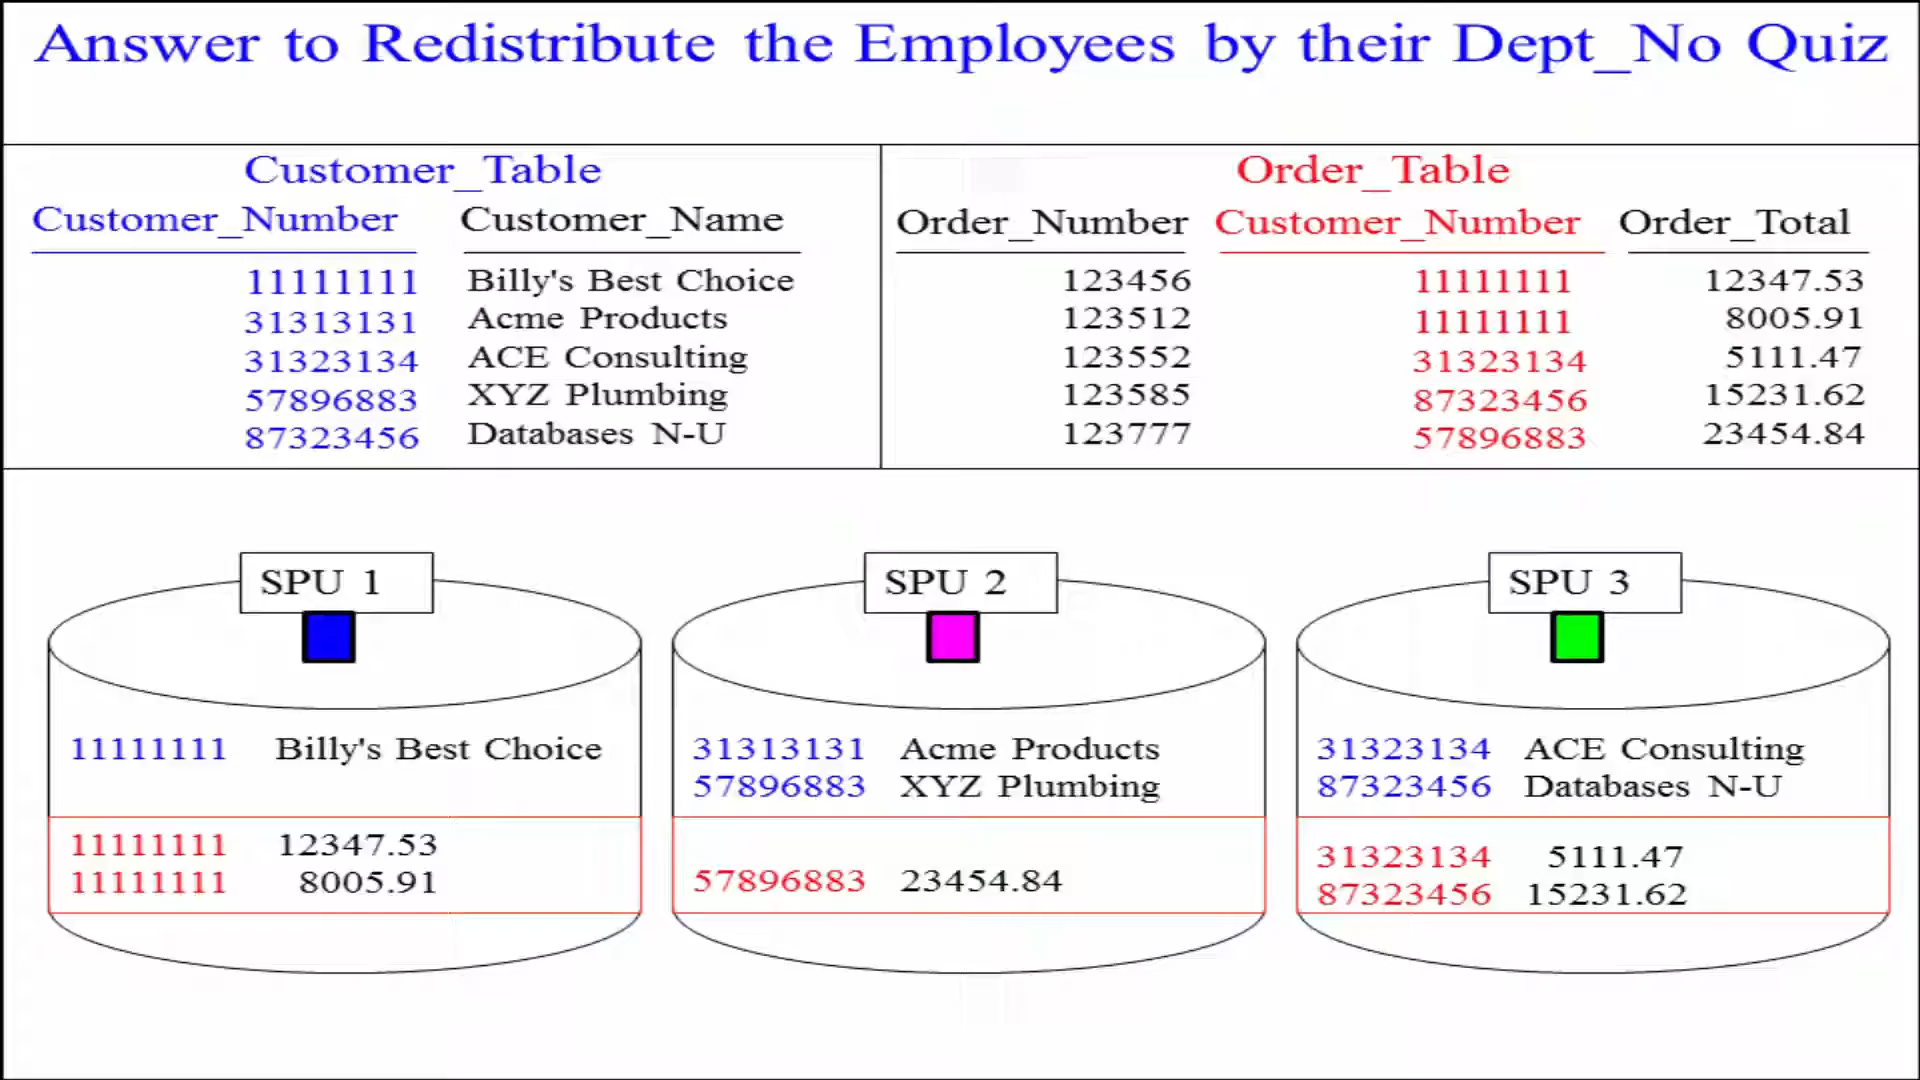 Answer to Redistribute the Employees by their Dept_No Quiz
Customer_Table
Customer_Number Customer_Name
11111111 Billy's Best Choice
31313131 Acme Products
31323134 ACE Consulting
57896883 XYZ Plumbing
87323456 Databases N-U
Order_Table
Order_Number Customer_Number Order_Total
123456 11111111 12347.53
123512 11111111 8005.91
123552 31323134 5111.47
123585 87323456 15231.62
123777 57896883 23454.84
SPU 1
11111111 Billy's Best Choice
11111111 12347.53
11111111 8005.91
SPU 2
31313131 Acme Products
57896883 XYZ Plumbing
57896883 23454.84
SPU 3
31323134 ACE Consulting
87323456 Databases N-U
31323134 5111.47
87323456 15231.62